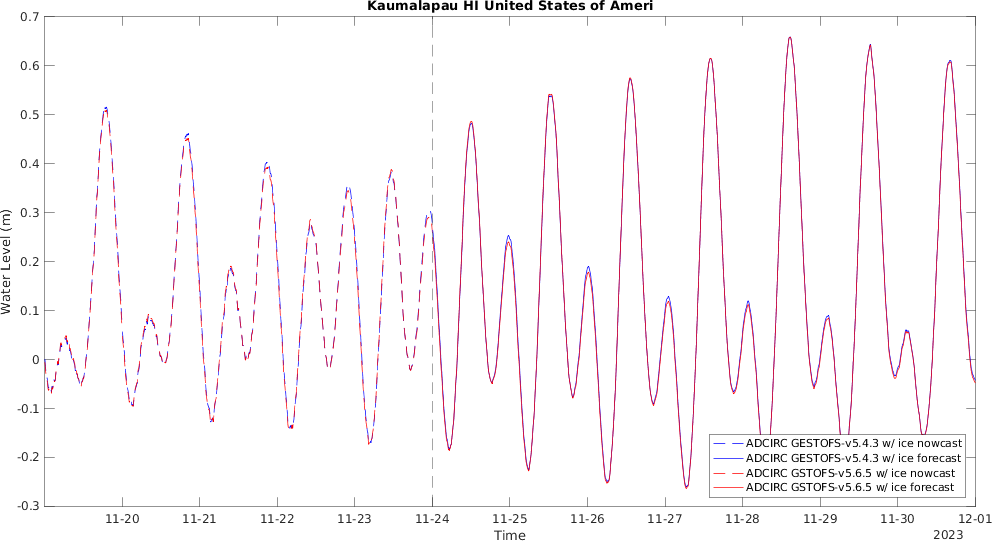 Kaumalapau HI United States of Ameri
0.7
0.6
0.5
0.4
0.3
0.2
0.1
0
-0.1
-0.2
-0.3
Water Level (m)
ADCIRC GESTOFS-v5.4.3 w/ ice nowcast
ADCIRC GESTOFS-v5.4.3 w/ ice forecast
ADCIRC GSTOFS-v5.6.5 w/ ice nowcast
ADCIRC GSTOFS-v5.6.5 w/ ice forecast
11-20 11-21 11-22 11-23 11-24 11-25 11-26 11-27 11-28 11-29 11-30 12-01
Time
2023